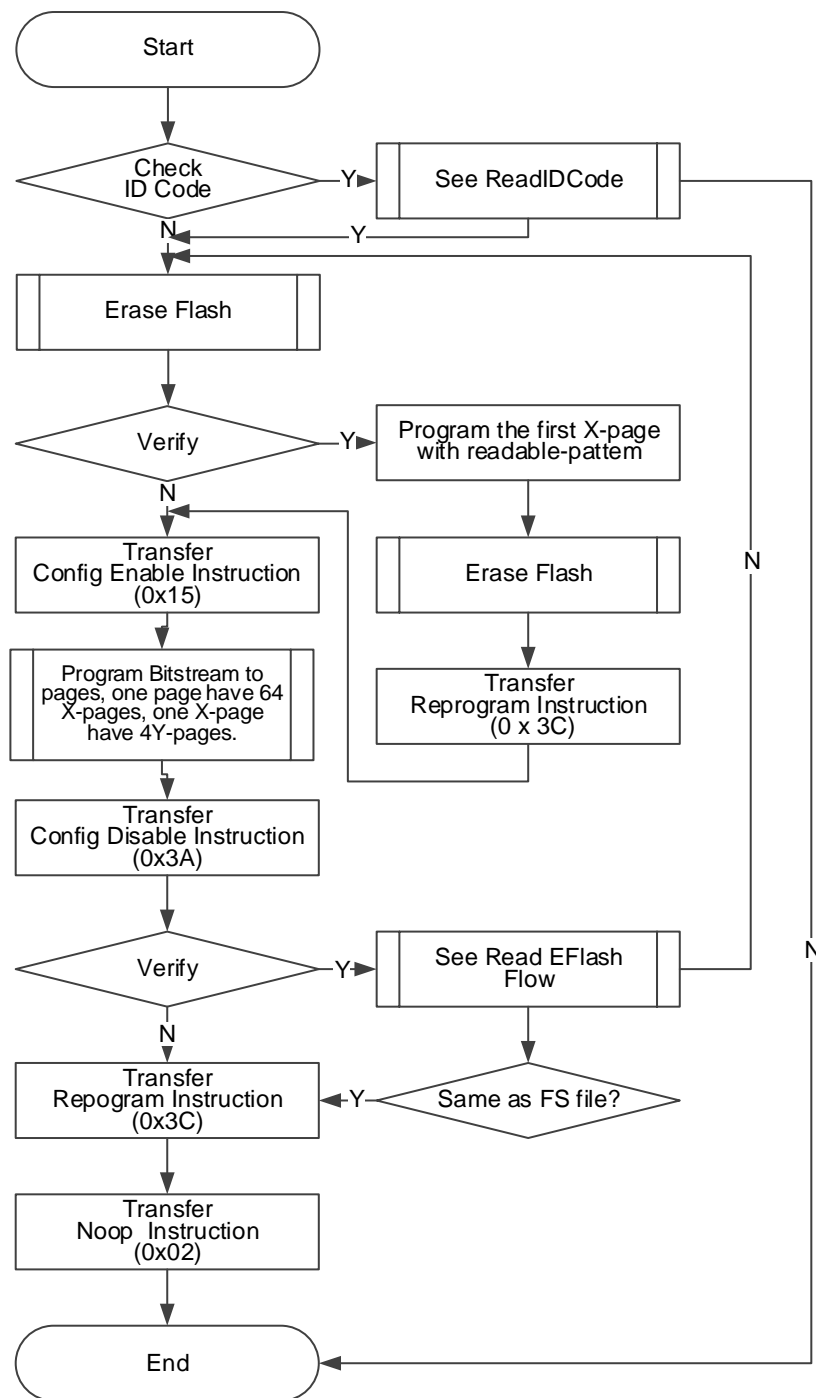 Start
Check
ID Code
Y
See ReadIDCode
N
Y
Erase Flash
Verify
Y
Program the first X-page
with readable-pattem
N
Transfer
Config Enable Instruction
(0x15)
Erase Flash
N
Program Bitstream to
pages, one page have 64
X-pages, one X-page
have 4Y-pages.
Transfer
Reprogram Instruction
(0 x 3C)
Transfer
Config Disable Instruction
(0x3A)
Verify
Y
See Read EFlash
Flow
N
N
Transfer
Repogram Instruction
(0x3C)
Y
Same as FS file?
Transfer
Noop Instruction
(0x02)
End